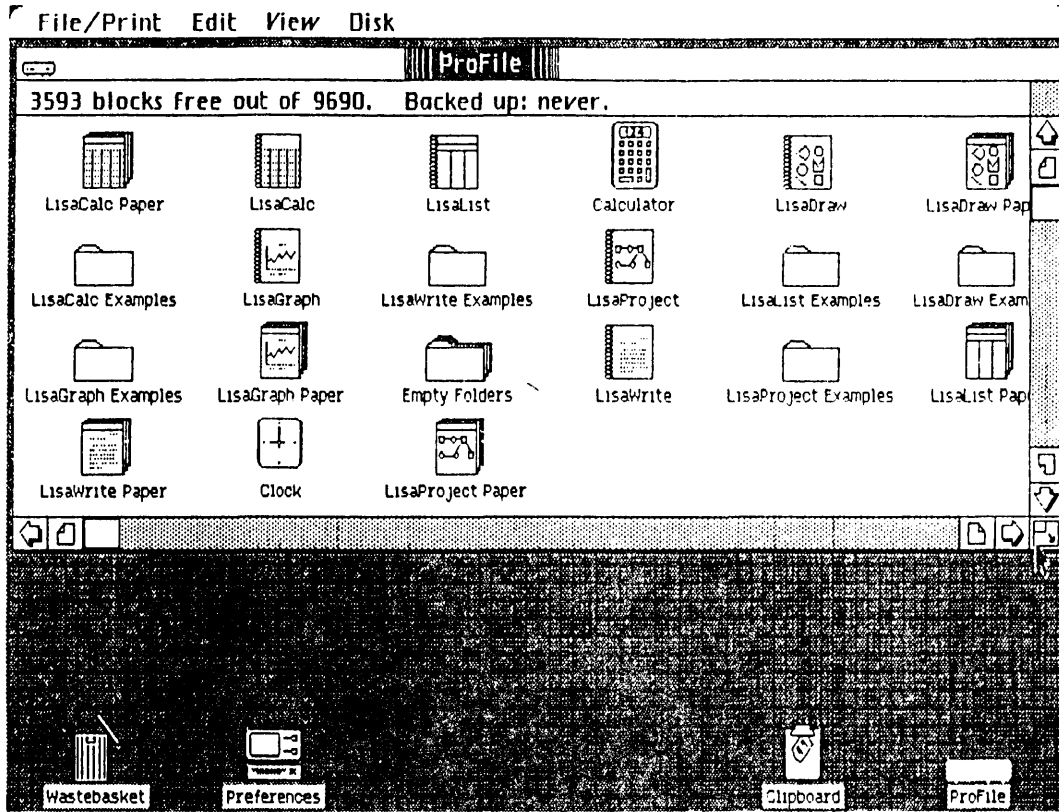 File/Print Edit View Disk
ProFile
3593 blocks free out of 9690. Backed up: never.
LisaCalc Paper LisaCalc LisaList Calculator LisaDraw LisaDraw Pap
LisaCalc Examples LisaGraph LisaWrite Examples LisaProject LisaList Examples LisaDraw Exam
LisaGraph Examples LisaGraph Paper Empty Folders LisaWrite LisaProject Examples LisaList Pap
LisaWrite Paper Clock LisaProject Paper
Wastebasket Preferences Clipboard ProFile